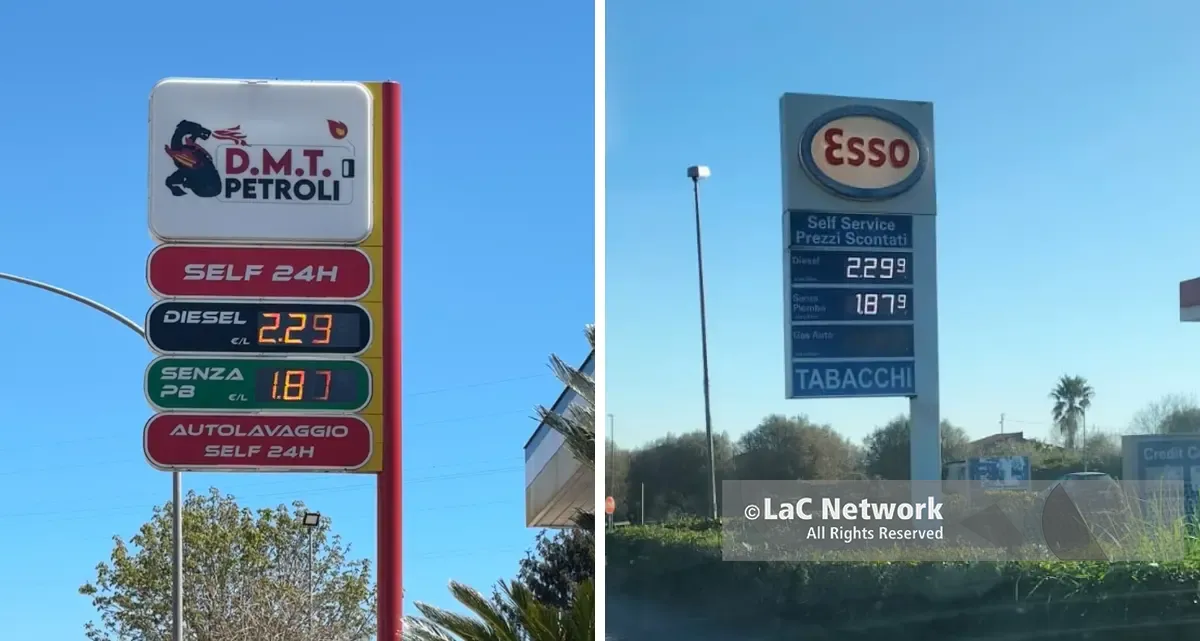 D.M.T.
PETROLI
SELF 24H
DIESEL 2.29
€/L
SENZA
PB 1.87
€/L
AUTOLAVAGGIO
SELF 24H
Esso
Self Service
Prezzi Scontati
Diesel 2.29 9
Senza
Piombo 1.87 9
Gas Auto
TABACCHI
Credit
© LaC Network
All Rights Reserved